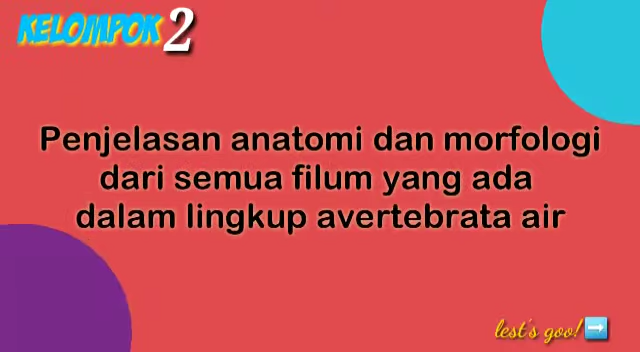 KELOMPOK 2
Penjelasan anatomi dan morfologi
dari semua filum yang ada
dalam lingkup avertebrata air
lest's goo! ➡️